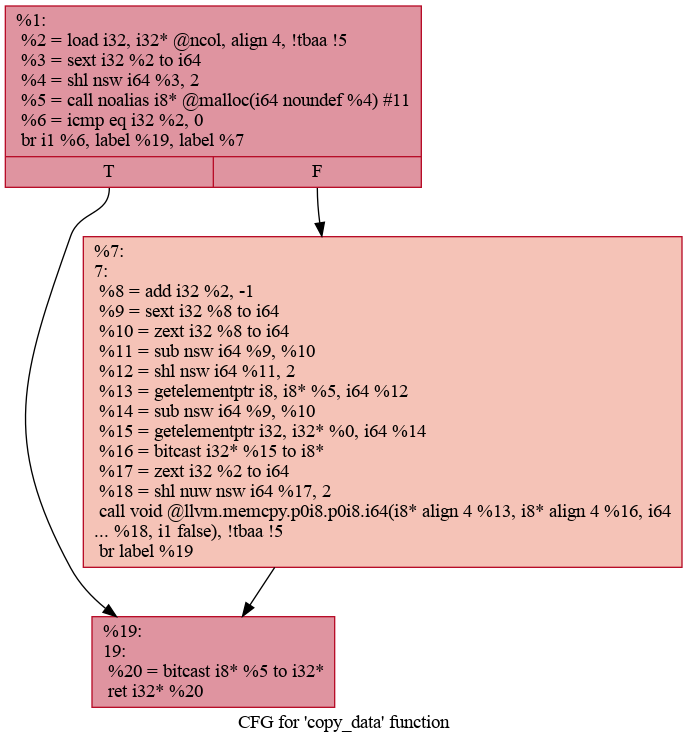 %1:
%2 = load i32, i32* @ncol, align 4, !tbaa !5
%3 = sext i32 %2 to i64
%4 = shl nsw i64 %3, 2
%5 = call noalias i8* @malloc(i64 noundef %4) #11
%6 = icmp eq i32 %2, 0
br i1 %6, label %19, label %7
T F
%7:
7:
%8 = add i32 %2, -1
%9 = sext i32 %8 to i64
%10 = zext i32 %8 to i64
%11 = sub nsw i64 %9, %10
%12 = shl nsw i64 %11, 2
%13 = getelementptr i8, i8* %5, i64 %12
%14 = sub nsw i64 %9, %10
%15 = getelementptr i32, i32* %0, i64 %14
%16 = bitcast i32* %15 to i8*
%17 = zext i32 %2 to i64
%18 = shl nuw nsw i64 %17, 2
call void @llvm.memcpy.p0i8.p0i8.i64(i8* align 4 %13, i8* align 4 %16, i64
... %18, i1 false), !tbaa !5
br label %19
%19:
19:
%20 = bitcast i8* %5 to i32*
ret i32* %20
CFG for 'copy_data' function